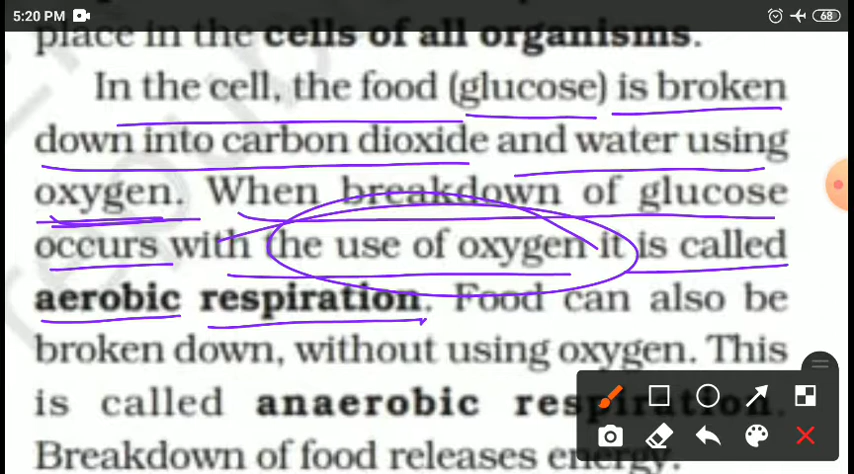 5:20 PM
68
place in the cells of all organisms.
In the cell, the food (glucose) is broken
down into carbon dioxide and water using
oxygen. When breakdown of glucose
occurs with the use of oxygen it is called
aerobic respiration. Food can also be
broken down, without using oxygen. This
is called anaerobic respiration.
Breakdown of food releases energy.